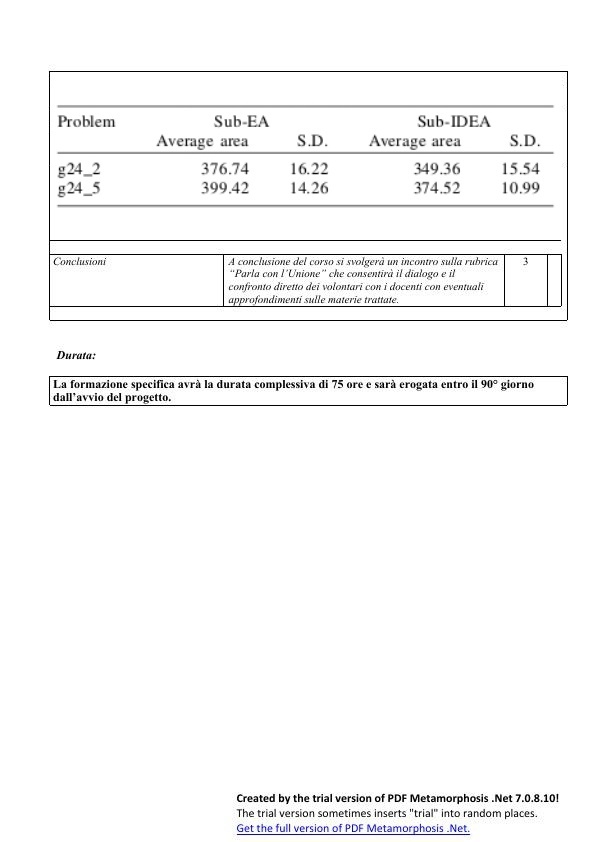 Problem Sub-EA Sub-IDEA
Average area S.D. Average area S.D.
g24_2 376.74 16.22 349.36 15.54
g24_5 399.42 14.26 374.52 10.99
Conclusioni
A conclusione del corso si svolgerà un incontro sulla rubrica
“Parla con l’Unione” che consentirà il dialogo e il
confronto diretto dei volontari con i docenti con eventuali
approfondimenti sulle materie trattate.
3
Durata:
La formazione specifica avrà la durata complessiva di 75 ore e sarà erogata entro il 90° giorno
dall’avvio del progetto.
Created by the trial version of PDF Metamorphosis .Net 7.0.8.10!
The trial version sometimes inserts "trial" into random places.
Get the full version of PDF Metamorphosis .Net.